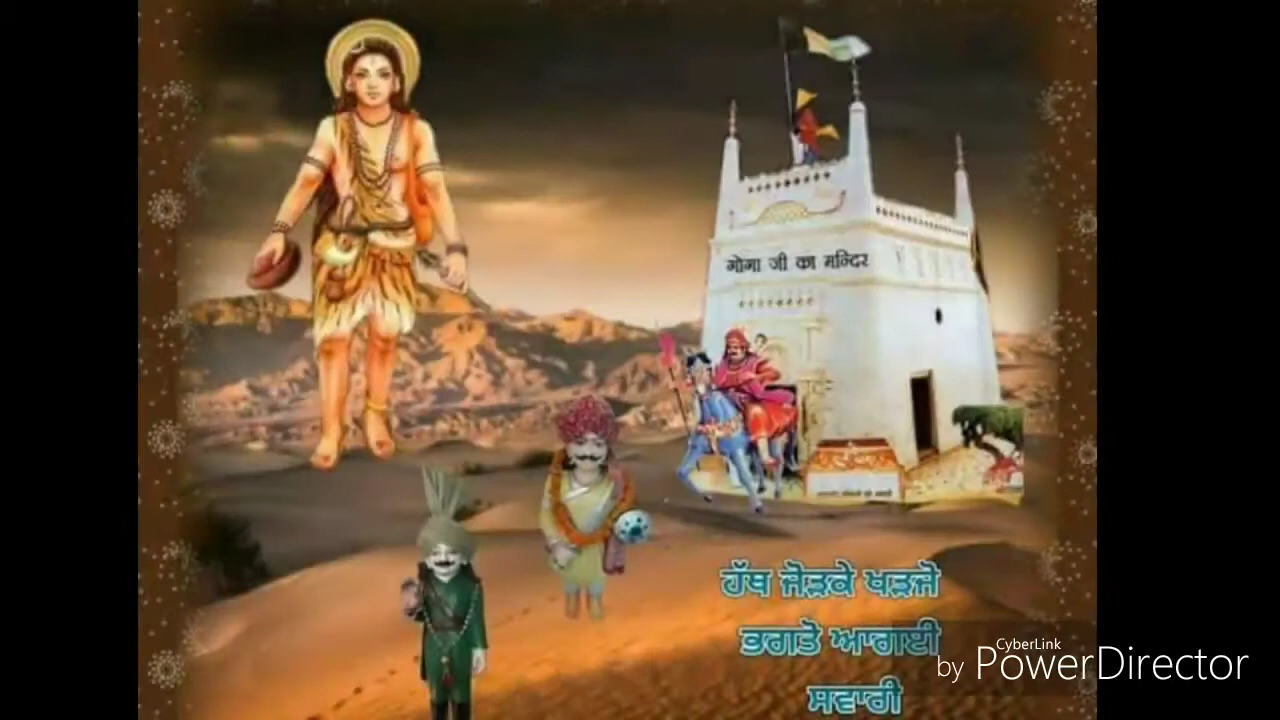 गोगा जी का मन्दिर
ਹੱਥ ਜੋੜਕੇ ਖੜਜੋ
ਭਗਤੋ ਆਗਈ
ਸਵਾਰੀ
CyberLink
by PowerDirector